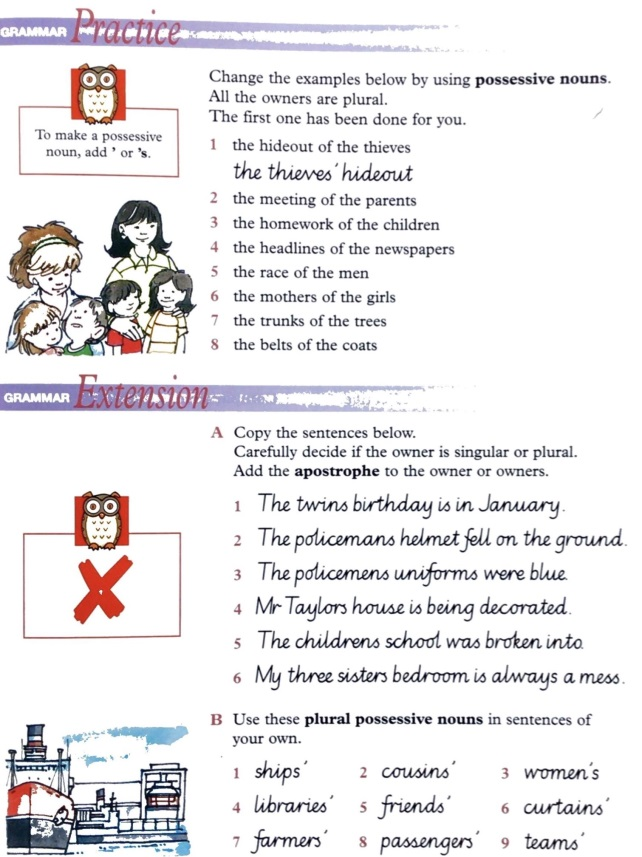 GRAMMAR Practice
Change the examples below by using possessive nouns.
All the owners are plural.
The first one has been done for you.
To make a possessive
noun, add ' or 's.
1 the hideout of the thieves
the thieves' hideout
2 the meeting of the parents
3 the homework of the children
4 the headlines of the newspapers
5 the race of the men
6 the mothers of the girls
7 the trunks of the trees
8 the belts of the coats
GRAMMAR Extension
A Copy the sentences below.
Carefully decide if the owner is singular or plural.
Add the apostrophe to the owner or owners.
1 The twins birthday is in January.
2 The policemans helmet fell on the ground.
3 The policemens uniforms were blue.
4 Mr Taylors house is being decorated.
5 The childrens school was broken into.
6 My three sisters bedroom is always a mess.
B Use these plural possessive nouns in sentences of
your own.
1 ships' 2 cousins' 3 women's
4 libraries' 5 friends' 6 curtains'
7 farmers' 8 passengers' 9 teams'